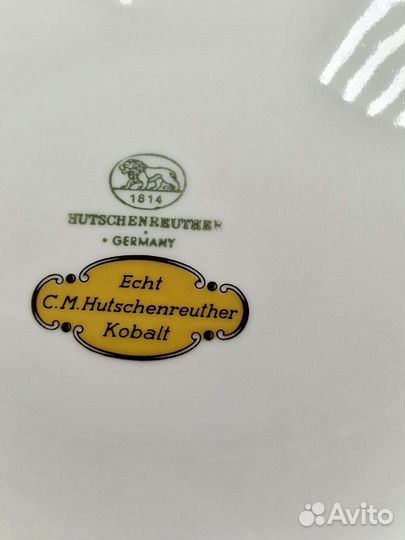 1814
HUTSCHENREUTHER
• GERMANY
Echt
C.M.Hutschenreuther
Kobalt
Avito